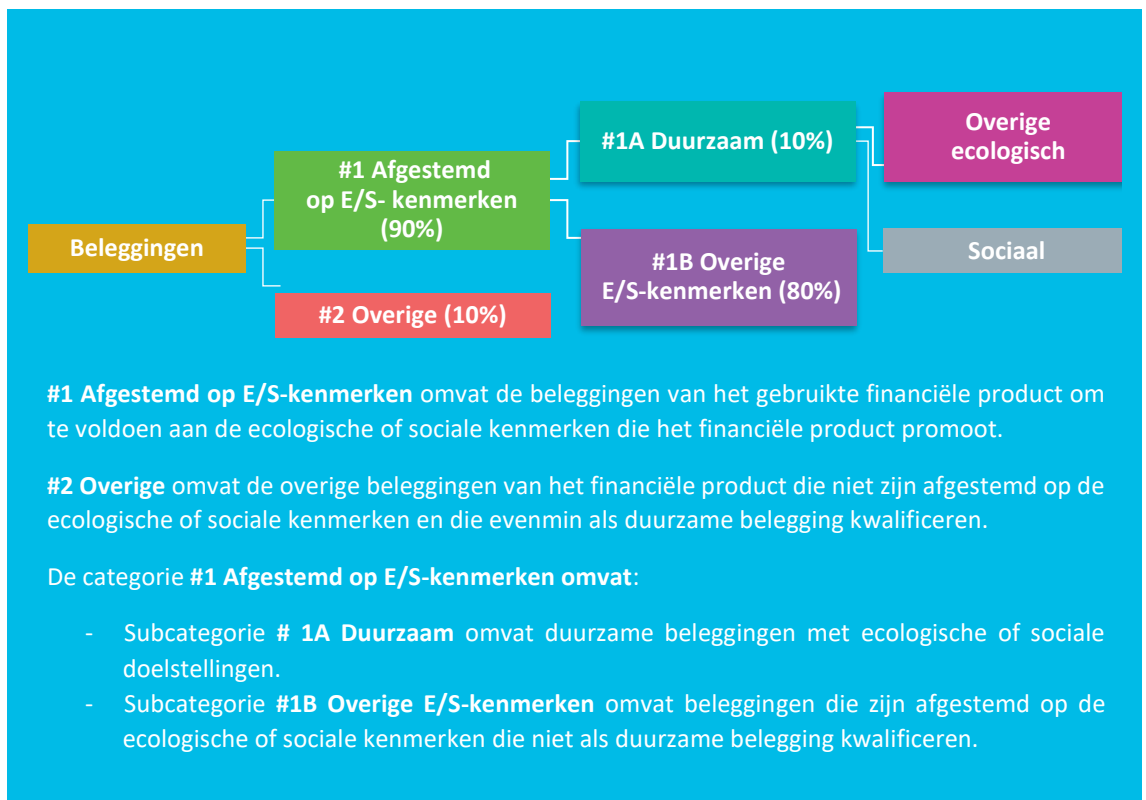 Beleggingen
#1 Afgestemd
op E/S- kenmerken
(90%)
#2 Overige (10%)
#1A Duurzaam (10%)
#1B Overige
E/S-kenmerken (80%)
Overige
ecologisch
Sociaal
#1 Afgestemd op E/S-kenmerken omvat de beleggingen van het gebruikte financiële product om
te voldoen aan de ecologische of sociale kenmerken die het financiële product promoot.
#2 Overige omvat de overige beleggingen van het financiële product die niet zijn afgestemd op de
ecologische of sociale kenmerken en die evenmin als duurzame belegging kwalificeren.
De categorie #1 Afgestemd op E/S-kenmerken omvat:
- Subcategorie # 1A Duurzaam omvat duurzame beleggingen met ecologische of sociale
doelstellingen.
- Subcategorie #1B Overige E/S-kenmerken omvat beleggingen die zijn afgestemd op de
ecologische of sociale kenmerken die niet als duurzame belegging kwalificeren.